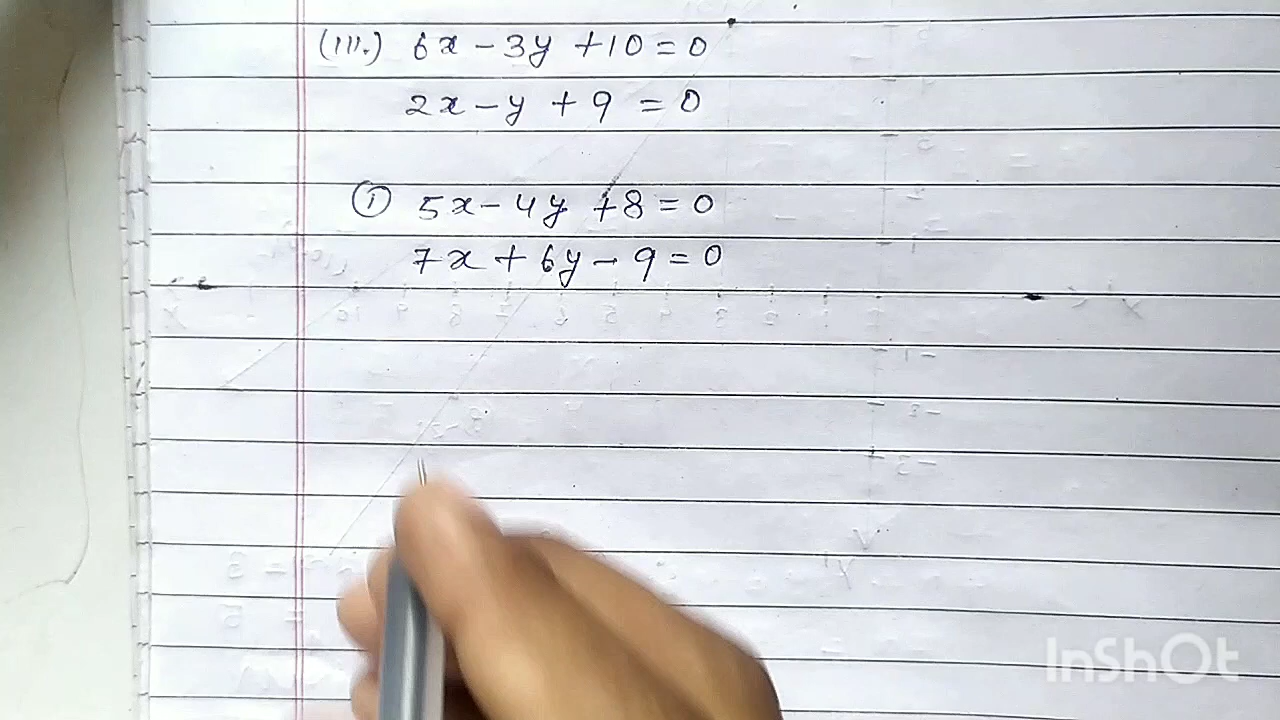 (III.) 6x - 3y + 10 = 0
2x - y + 9 = 0
(i) 5x - 4y + 8 = 0
7x + 6y - 9 = 0
InShOt